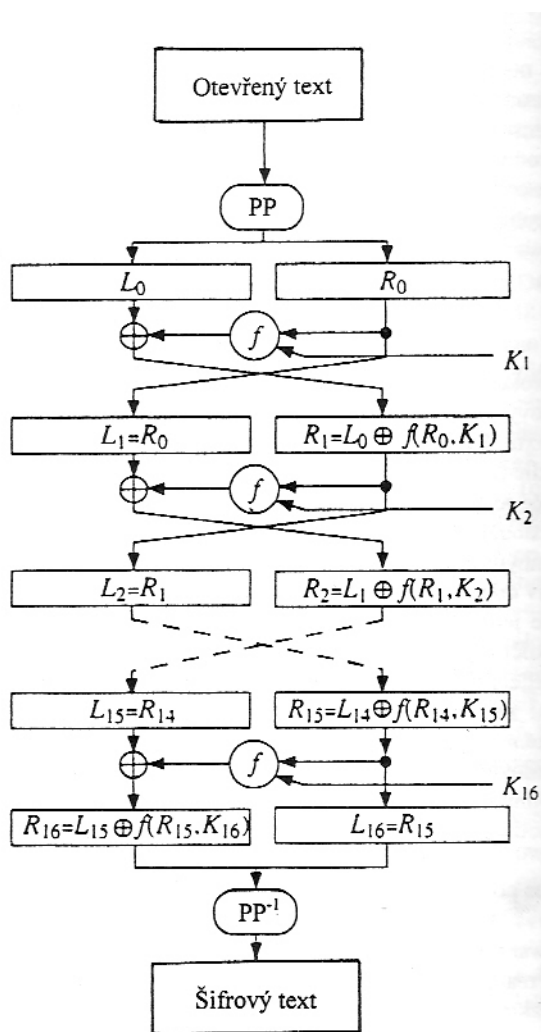 Otevřený text
PP
L₀ R₀
f
K₁
L₁=R₀ R₁=L₀ ⊕ f(R₀,K₁)
f
K₂
L₂=R₁ R₂=L₁ ⊕ f(R₁,K₂)
L₁₅=R₁₄ R₁₅=L₁₄⊕f(R₁₄,K₁₅)
f
K₁₆
R₁₆=L₁₅⊕f(R₁₅,K₁₆) L₁₆=R₁₅
PP⁻¹
Šifrový text